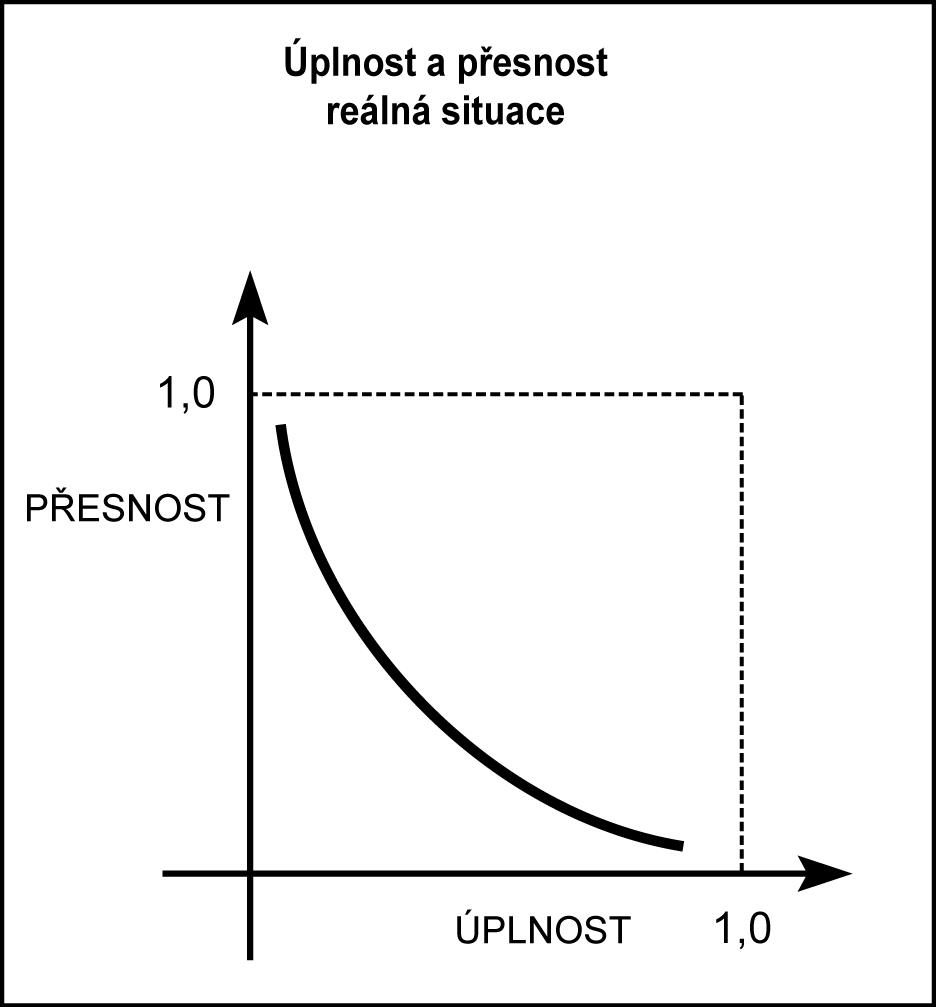 Úplnost a přesnost
reálná situace
1,0
PŘESNOST
ÚPLNOST
1,0